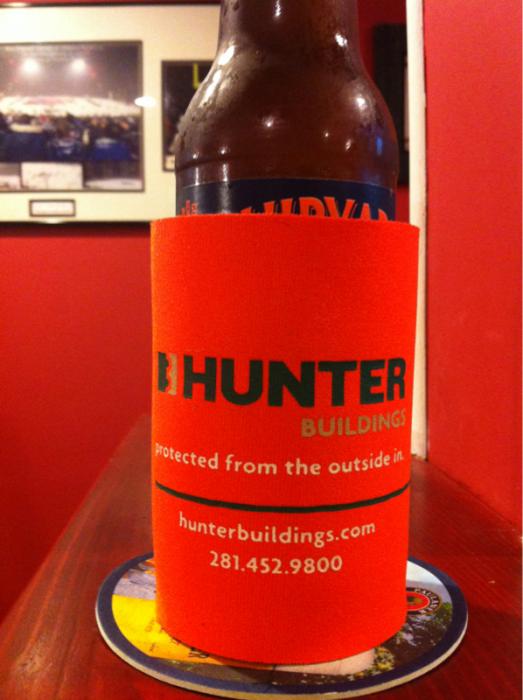 HUNTER
BUILDINGS
protected from the outside in.
hunterbuildings.com
281.452.9800